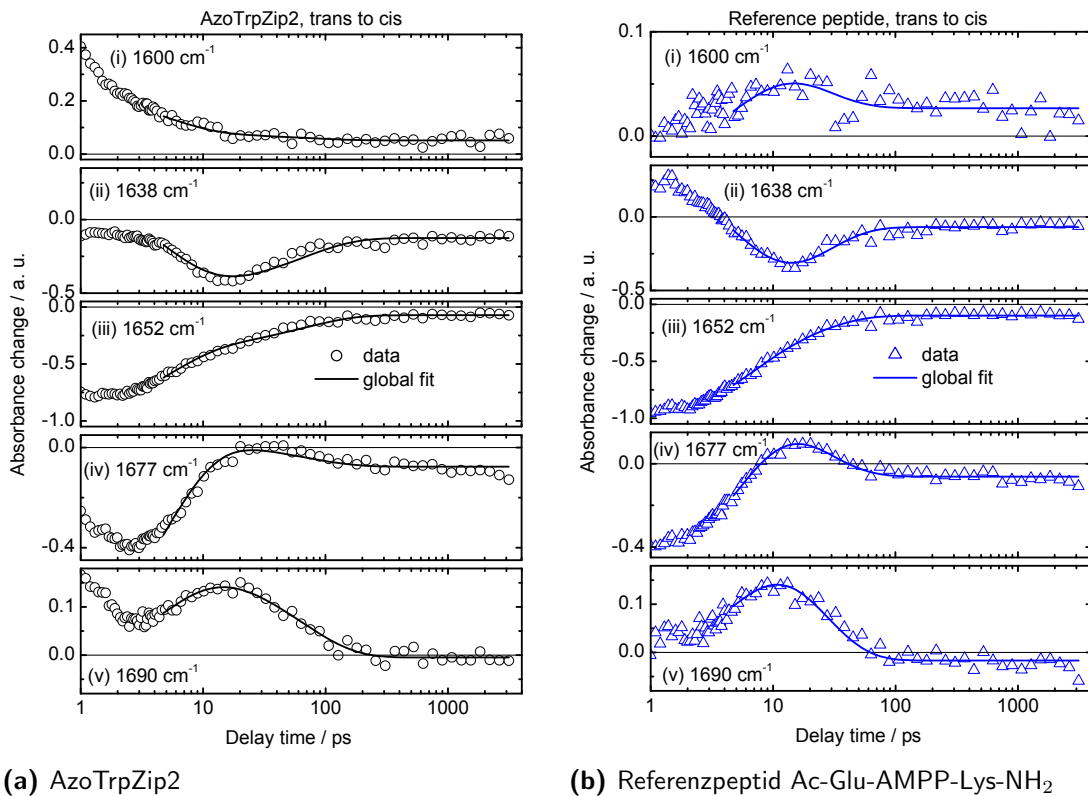 AzoTrpZip2, trans to cis
(i) 1600 cm⁻¹
0.4
0.2
0.0
(ii) 1638 cm⁻¹
0.0
-0.5
0.0
(iii) 1652 cm⁻¹
-0.5
data
global fit
-1.0
0.0
(iv) 1677 cm⁻¹
-0.4
0.1
0.0
(v) 1690 cm⁻¹
1
10
100
1000
Delay time / ps
Absorbance change / a. u.
(a) AzoTrpZip2
Reference peptide, trans to cis
0.1
(i) 1600 cm⁻¹
0.0
(ii) 1638 cm⁻¹
0.0
-0.5
0.0
(iii) 1652 cm⁻¹
-0.5
data
global fit
-1.0
(iv) 1677 cm⁻¹
0.0
-0.4
0.1
0.0
(v) 1690 cm⁻¹
1
10
100
1000
Delay time / ps
Absorbance change / a. u.
(b) Referenzpeptid Ac-Glu-AMPP-Lys-NH₂